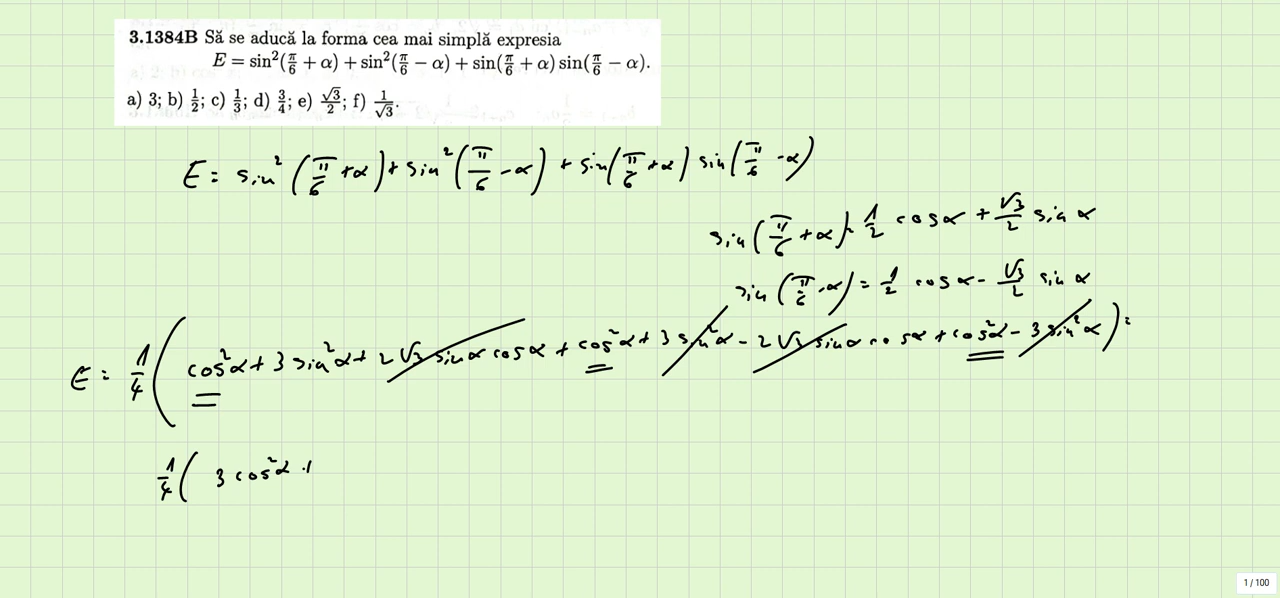 3.1384B Să se aducă la forma cea mai simplă expresia
E = sin²(π/6 + α) + sin²(π/6 − α) + sin(π/6 + α) sin(π/6 − α).
a) 3; b) 1/2; c) 1/3; d) 3/4; e) √3/2; f) 1/√3.
E = sin²(π/6 + α) + sin²(π/6 − α) + sin(π/6 + α) sin(π/6 − α)
sin(π/6 + α) = 1/2 cos α + √3/2 sin α
sin(π/6 − α) = 1/2 cos α − √3/2 sin α
E = 1/4 ( cos²α + 3 sin²α + 2√3 sin α cos α + cos²α + 3 sin²α − 2√3 sin α cos α + cos²α − 3 sin²α ) =
1/4 ( 3 cos²α +
1 / 100